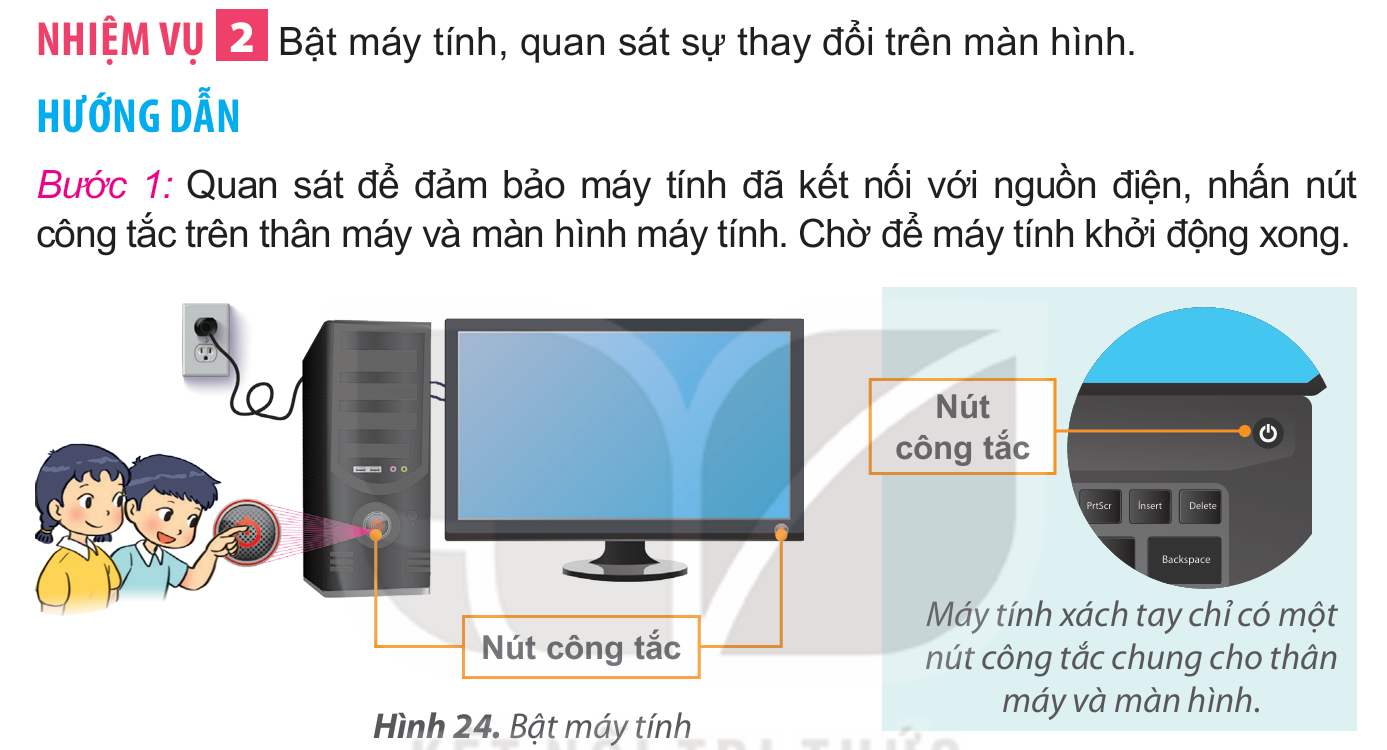 NHIỆM VỤ 2 Bật máy tính, quan sát sự thay đổi trên màn hình.
HƯỚNG DẪN
Bước 1: Quan sát để đảm bảo máy tính đã kết nối với nguồn điện, nhấn nút
công tắc trên thân máy và màn hình máy tính. Chờ để máy tính khởi động xong.
Nút
công tắc
PrtScr Insert Delete
Backspace
Nút công tắc
Máy tính xách tay chỉ có một
nút công tắc chung cho thân
máy và màn hình.
Hình 24. Bật máy tính
KẾT NỐI TRI THỨC